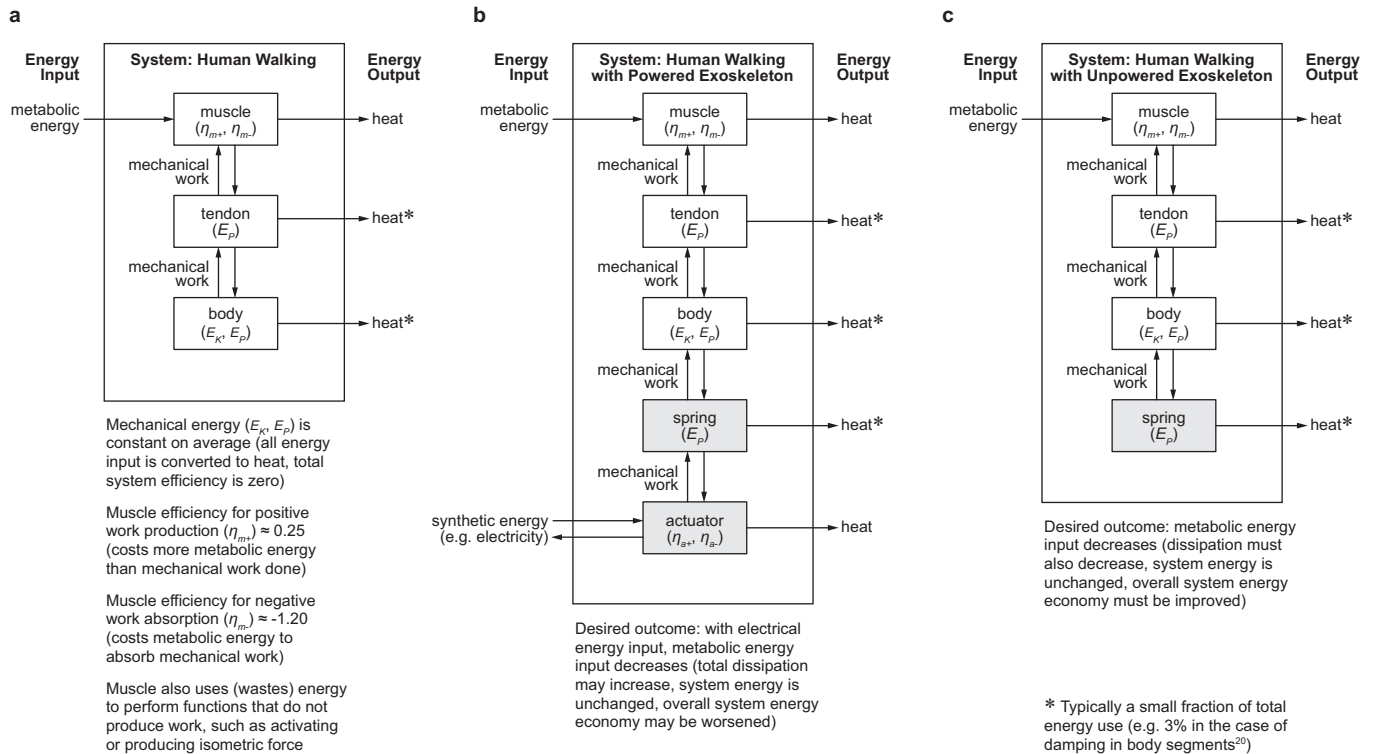 a
Energy
Input
System: Human Walking
Energy
Output
metabolic
energy
muscle
(ηm+, ηm-)
heat
mechanical
work
tendon
(EP)
heat*
mechanical
work
body
(EK, EP)
heat*
Mechanical energy (EK, EP) is
constant on average (all energy
input is converted to heat, total
system efficiency is zero)
Muscle efficiency for positive
work production (ηm+) ≈ 0.25
(costs more metabolic energy
than mechanical work done)
Muscle efficiency for negative
work absorption (ηm-) ≈ -1.20
(costs metabolic energy to
absorb mechanical work)
Muscle also uses (wastes) energy
to perform functions that do not
produce work, such as activating
or producing isometric force
b
Energy
Input
System: Human Walking
with Powered Exoskeleton
Energy
Output
metabolic
energy
muscle
(ηm+, ηm-)
heat
mechanical
work
tendon
(EP)
heat*
mechanical
work
body
(EK, EP)
heat*
mechanical
work
spring
(EP)
heat*
mechanical
work
synthetic energy
(e.g. electricity)
actuator
(ηa+, ηa-)
heat
Desired outcome: with electrical
energy input, metabolic energy
input decreases (total dissipation
may increase, system energy is
unchanged, overall system energy
economy may be worsened)
c
Energy
Input
System: Human Walking
with Unpowered Exoskeleton
Energy
Output
metabolic
energy
muscle
(ηm+, ηm-)
heat
mechanical
work
tendon
(EP)
heat*
mechanical
work
body
(EK, EP)
heat*
mechanical
work
spring
(EP)
heat*
Desired outcome: metabolic energy
input decreases (dissipation must
also decrease, system energy is
unchanged, overall system energy
economy must be improved)
* Typically a small fraction of total
energy use (e.g. 3% in the case of
damping in body segments²⁰)